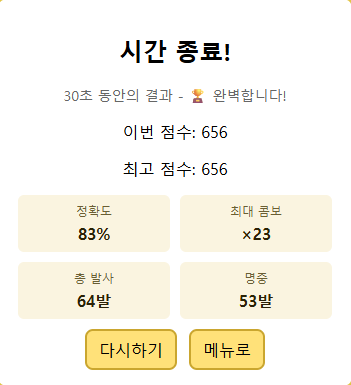 시간 종료!
30초 동안의 결과 - 🏆 완벽합니다!
이번 점수: 656
최고 점수: 656
정확도 최대 콤보
83% ×23
총 발사 명중
64발 53발
다시하기 메뉴로